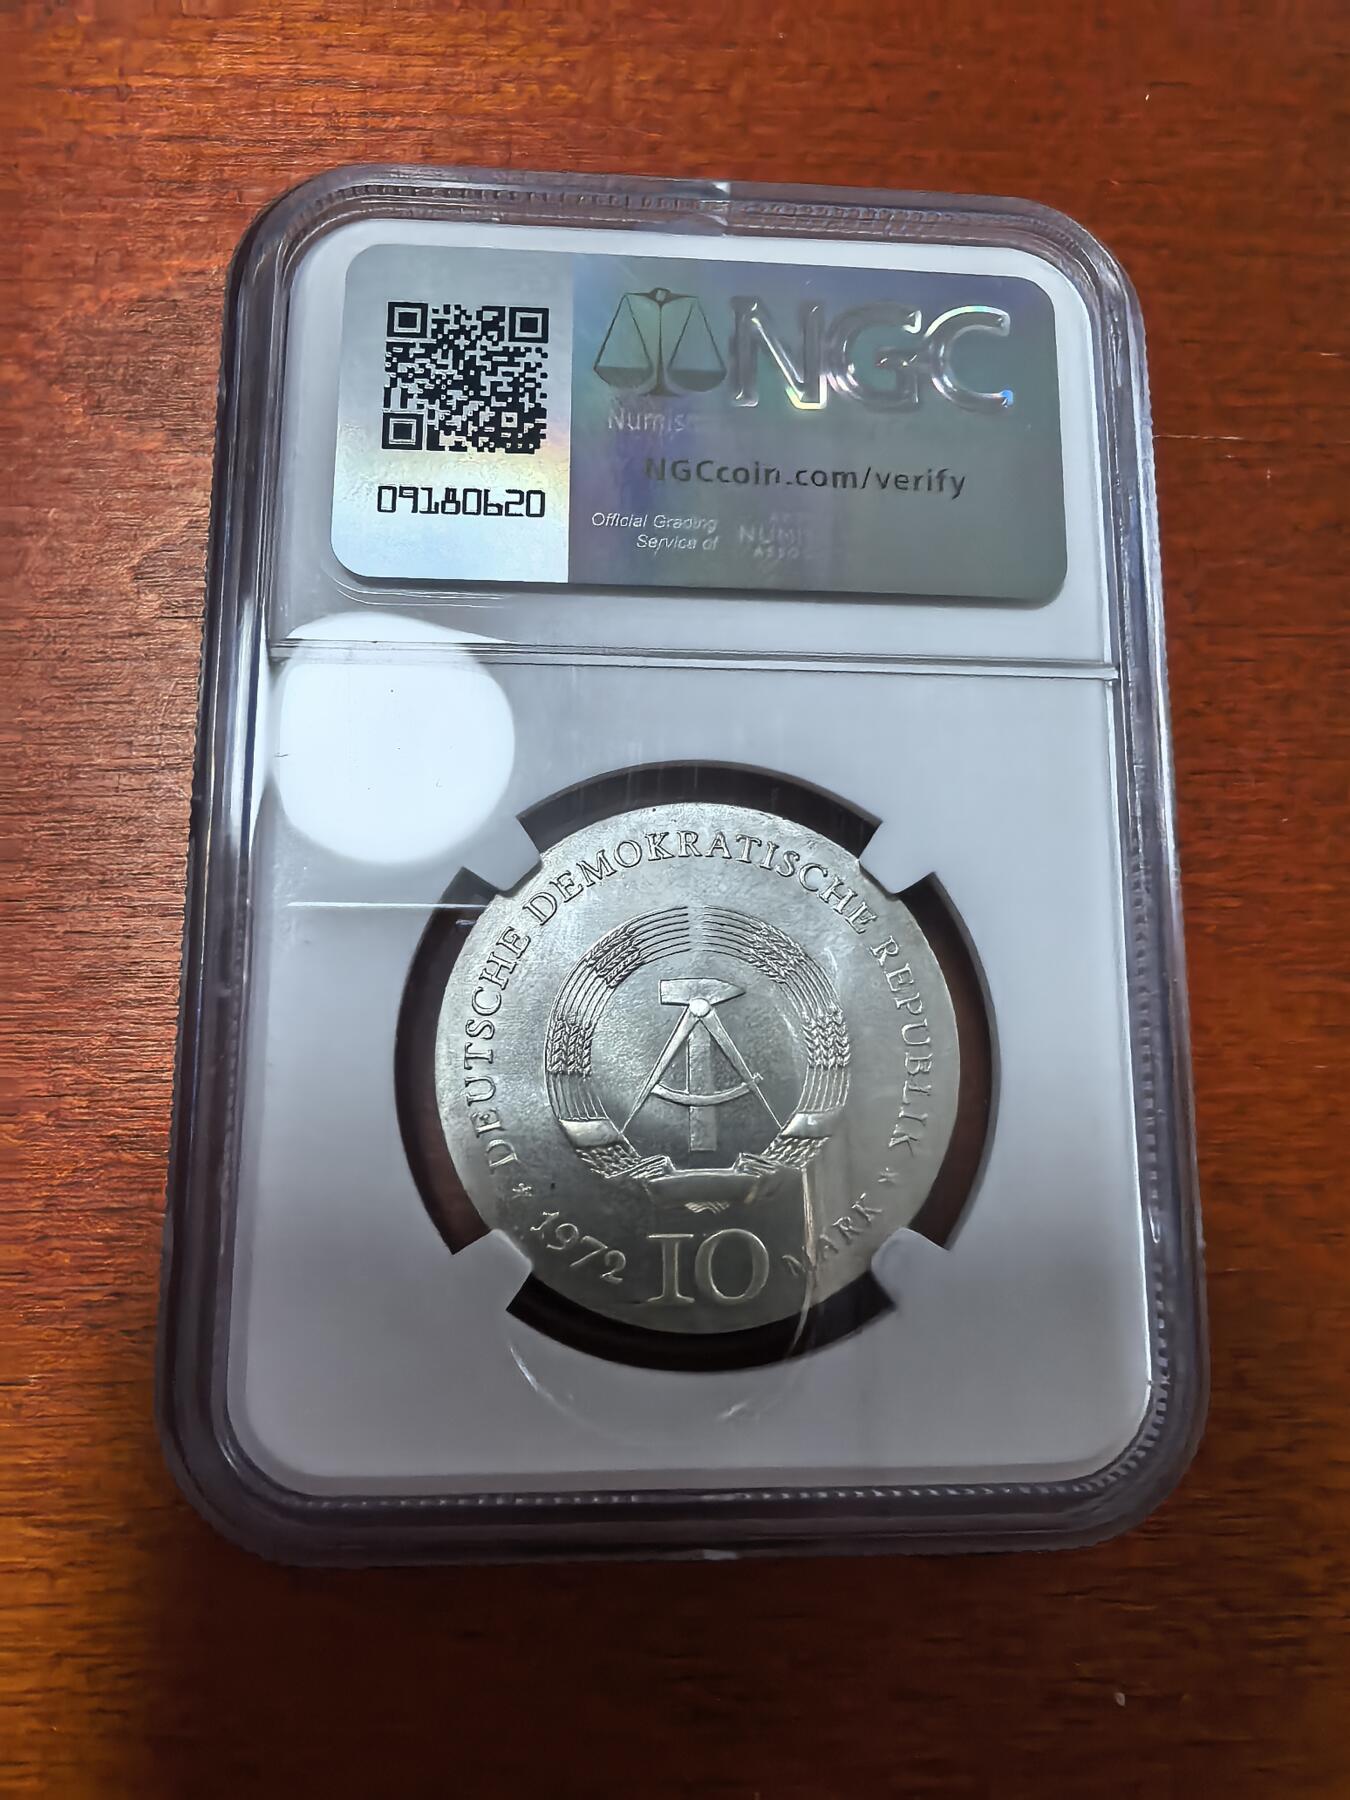 NGC
NGCcoin.com/verify
09180620
Official Grading
Service of
DEUTSCHE DEMOKRATISCHE REPUBLIK
* 1972 10 MARK *